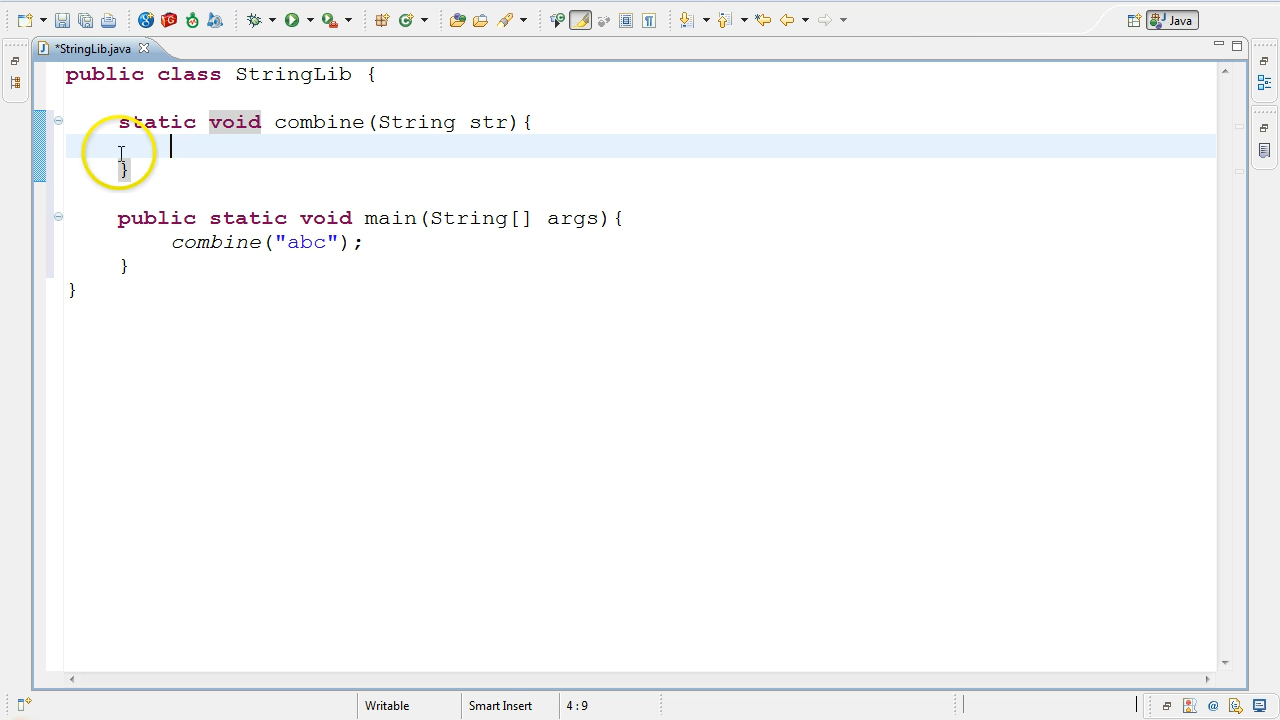 Java
*StringLib.java
public class StringLib {
static void combine(String str){
}
public static void main(String[] args){
combine("abc");
}
}
Writable
Smart Insert
4 : 9